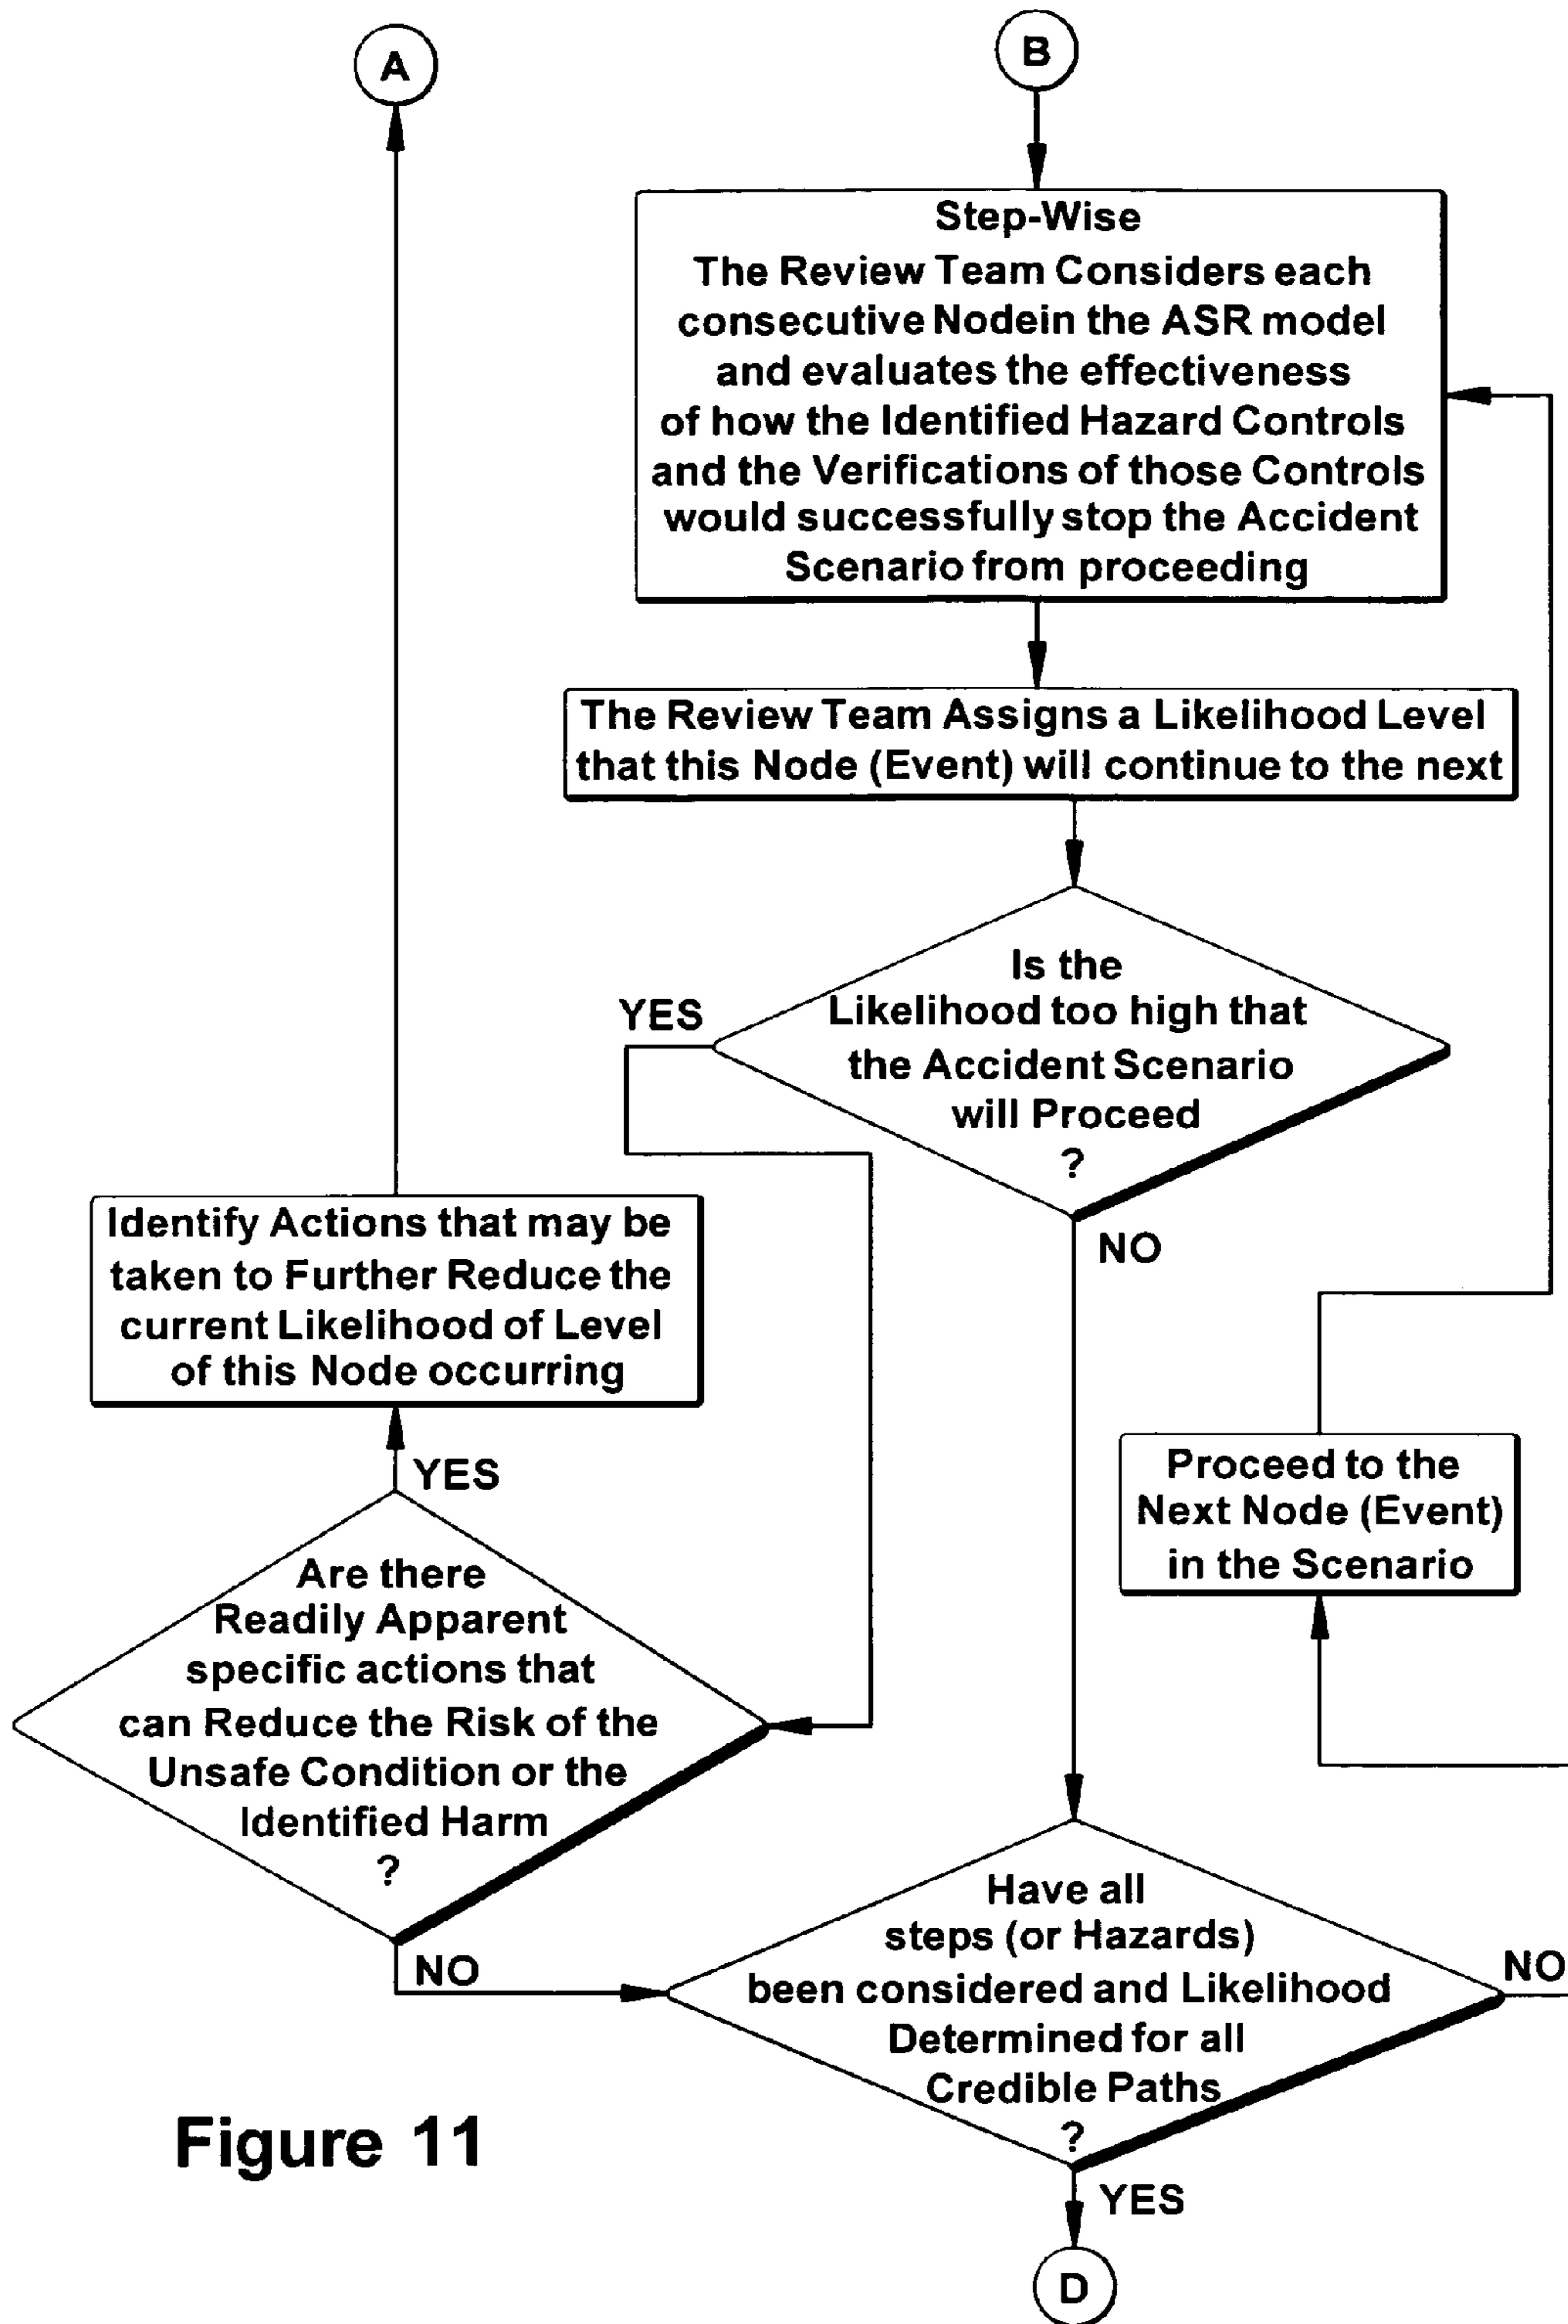 A
B
Step-Wise
The Review Team Considers each
consecutive Nodein the ASR model
and evaluates the effectiveness
of how the Identified Hazard Controls
and the Verifications of those Controls
would successfully stop the Accident
Scenario from proceeding
The Review Team Assigns a Likelihood Level
that this Node (Event) will continue to the next
Is the
Likelihood too high that
the Accident Scenario
will Proceed
?
YES
NO
Identify Actions that may be
taken to Further Reduce the
current Likelihood of Level
of this Node occurring
YES
Are there
Readily Apparent
specific actions that
can Reduce the Risk of the
Unsafe Condition or the
Identified Harm
?
NO
Proceed to the
Next Node (Event)
in the Scenario
Have all
steps (or Hazards)
been considered and Likelihood
Determined for all
Credible Paths
?
NO
YES
D
Figure 11